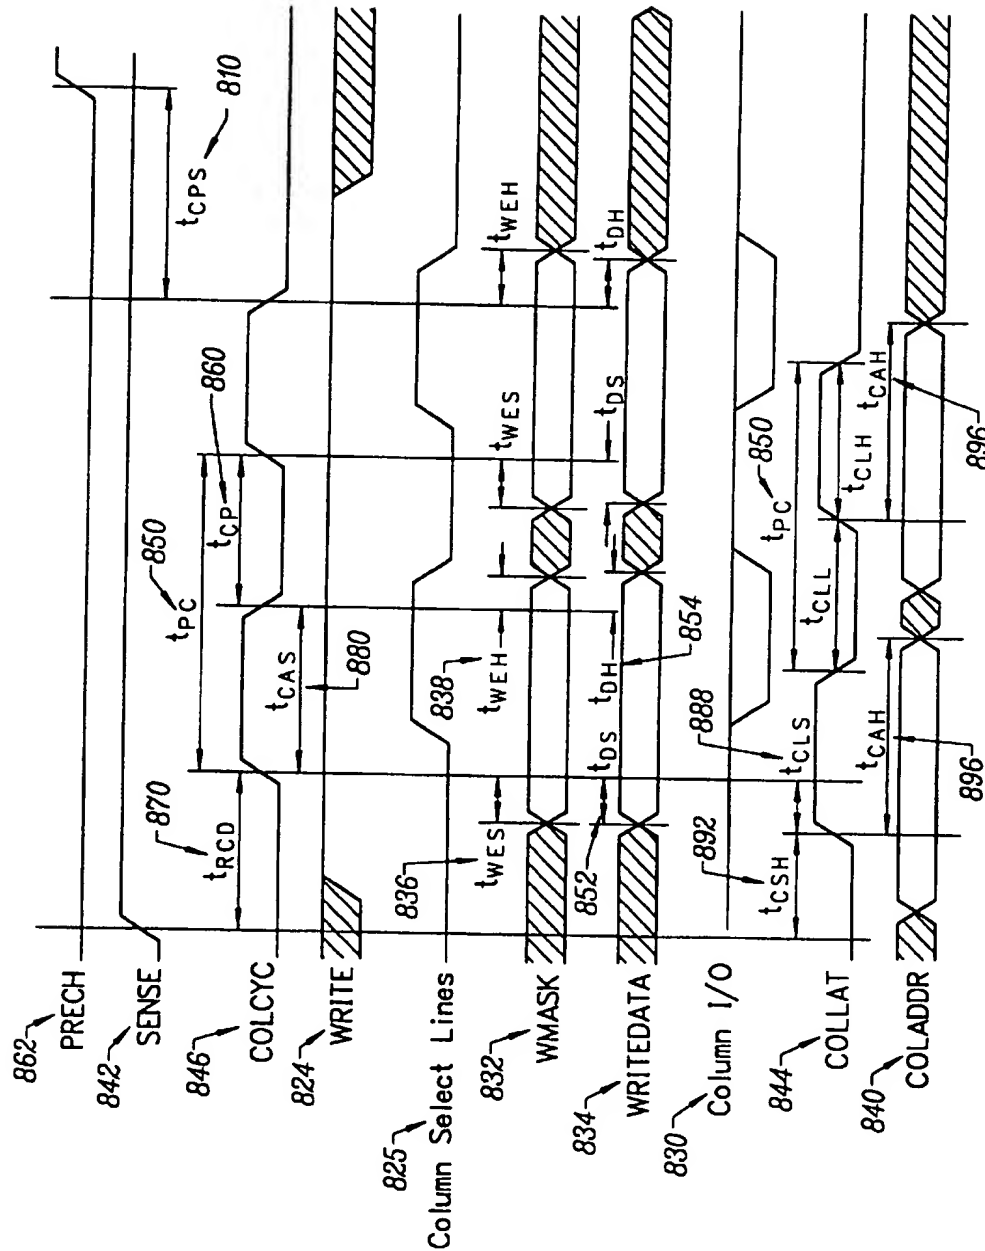 862 PRECH
842 SENSE
846 COLCYC
824 WRITE
825 Column Select Lines
832 WMASK
834 WRITEDATA
830 Column I/O
844 COLLAT
840 COLADDR
tCPS 810
tRCD 870
tPC 850
tCAS 880
tCP 860
836 tWES
838 tWEH
tWES
tWEH
852 tDS
tDH 854
tDS
tDH
tCSH 892
tCLS 888
tCLL
tPC 850
tCLH
tCAH 896
tCAH 896